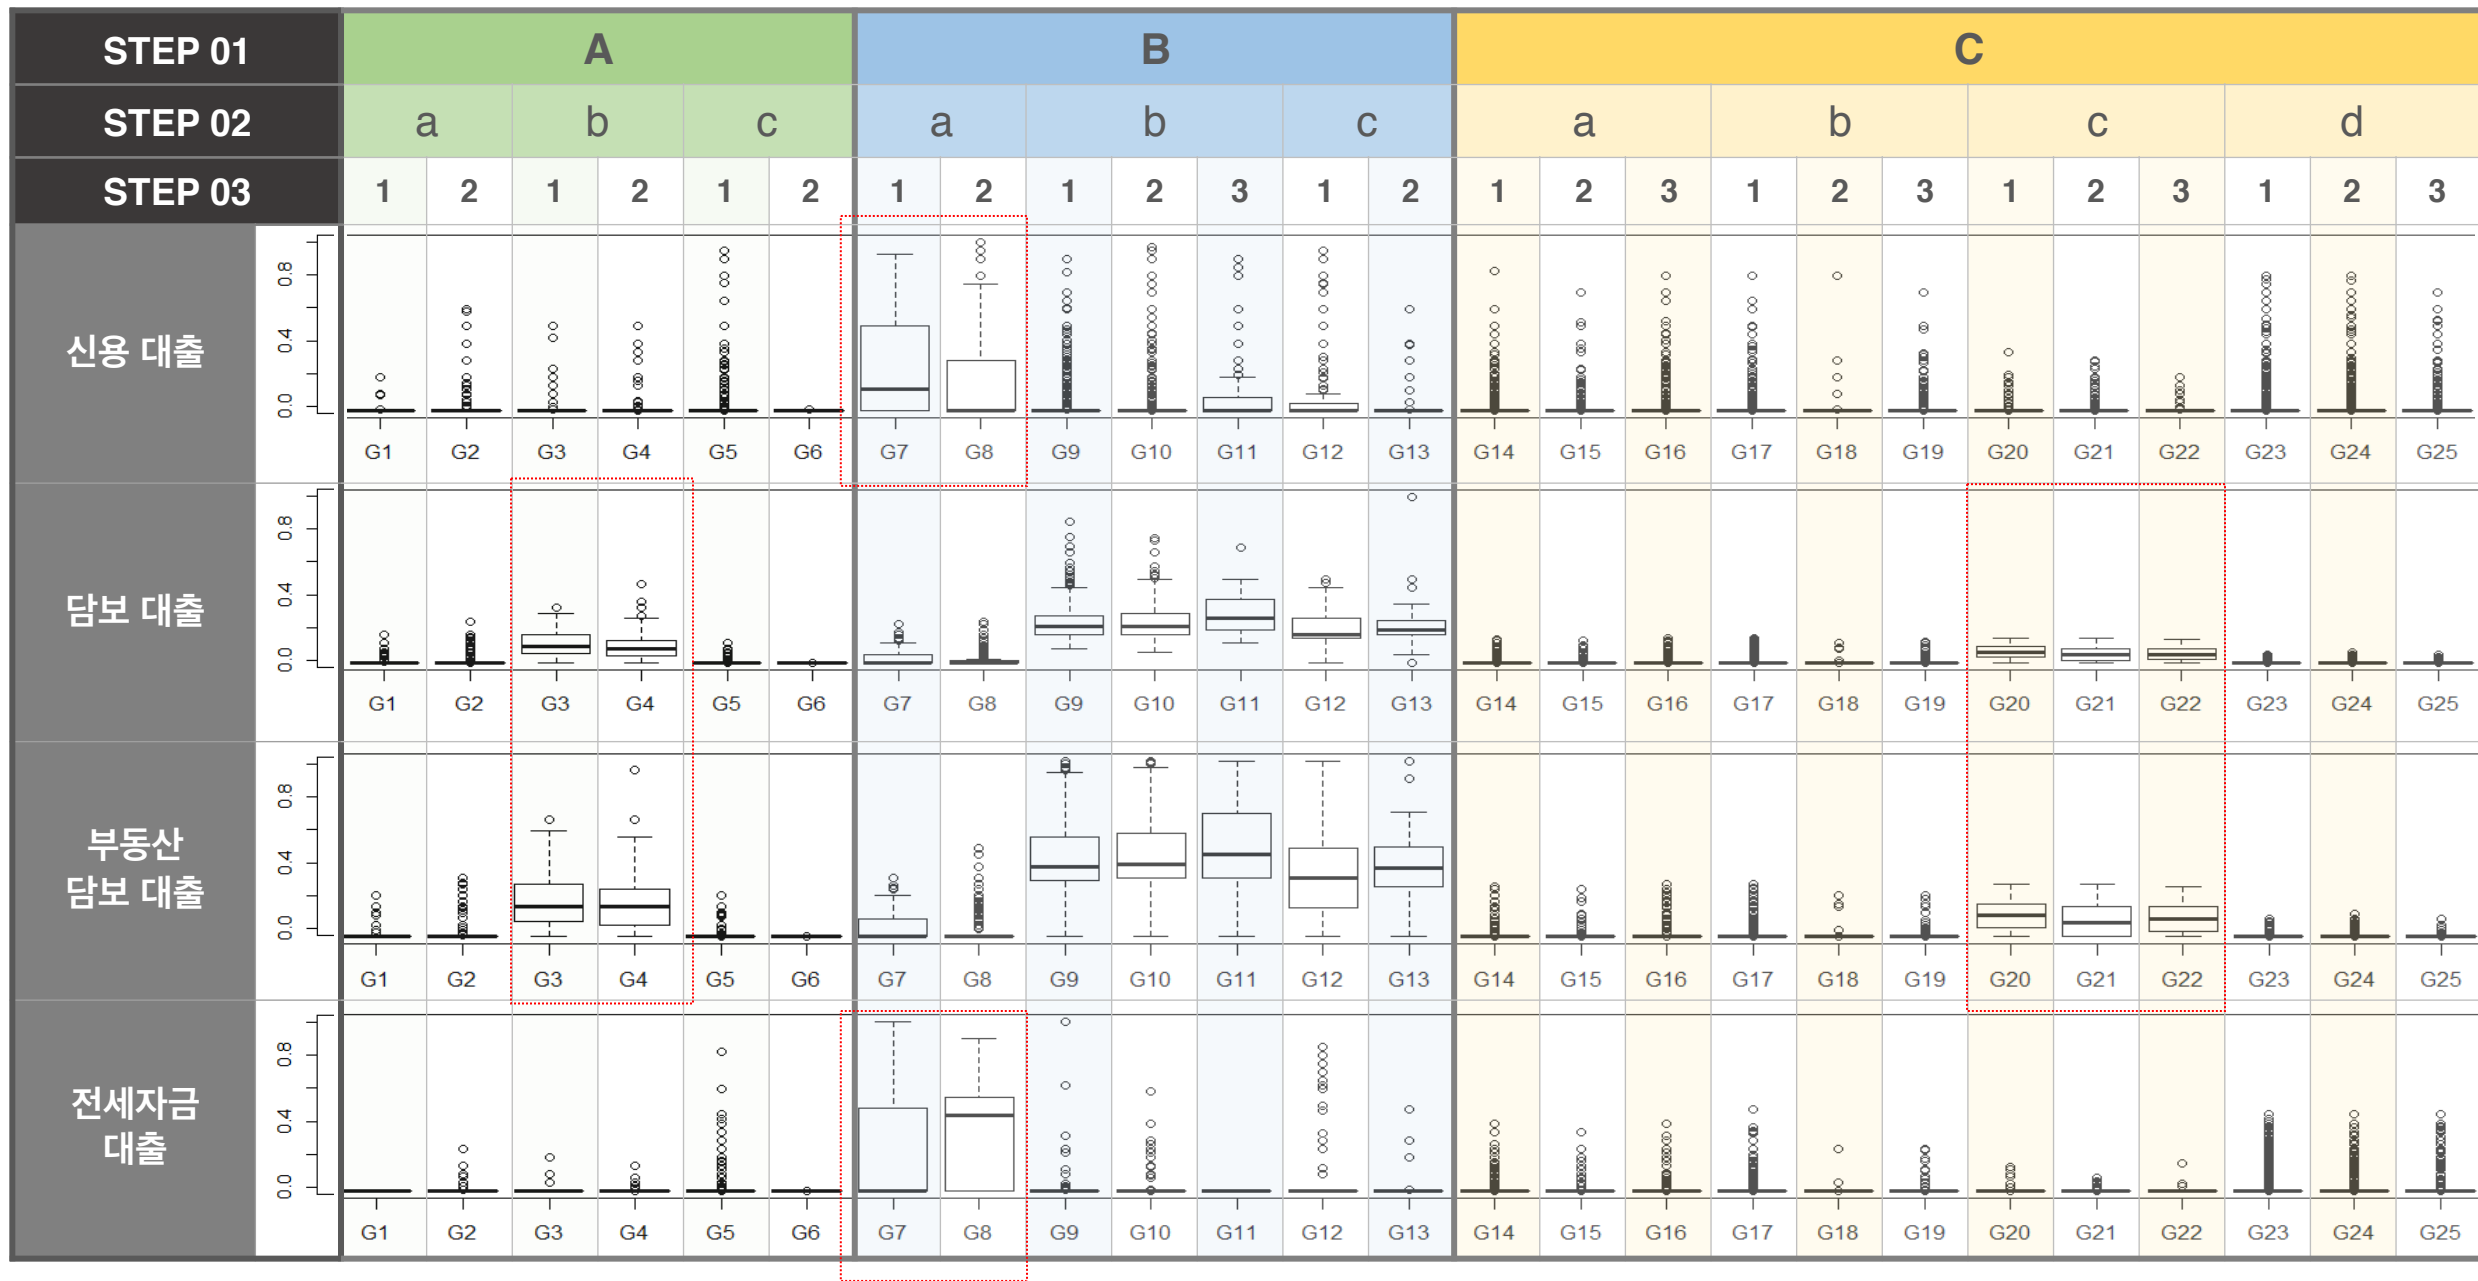 STEP 01 A B C
STEP 02 a b c a b c a b c d
STEP 03 1 2 1 2 1 2 1 2 1 2 3 1 2 1 2 3 1 2 3 1 2 3 1 2 3
신용 대출
0.8
0.4
0.0
G1 G2 G3 G4 G5 G6 G7 G8 G9 G10 G11 G12 G13 G14 G15 G16 G17 G18 G19 G20 G21 G22 G23 G24 G25
담보 대출
0.8
0.4
0.0
G1 G2 G3 G4 G5 G6 G7 G8 G9 G10 G11 G12 G13 G14 G15 G16 G17 G18 G19 G20 G21 G22 G23 G24 G25
부동산
담보 대출
0.8
0.4
0.0
G1 G2 G3 G4 G5 G6 G7 G8 G9 G10 G11 G12 G13 G14 G15 G16 G17 G18 G19 G20 G21 G22 G23 G24 G25
전세자금
대출
0.8
0.4
0.0
G1 G2 G3 G4 G5 G6 G7 G8 G9 G10 G11 G12 G13 G14 G15 G16 G17 G18 G19 G20 G21 G22 G23 G24 G25